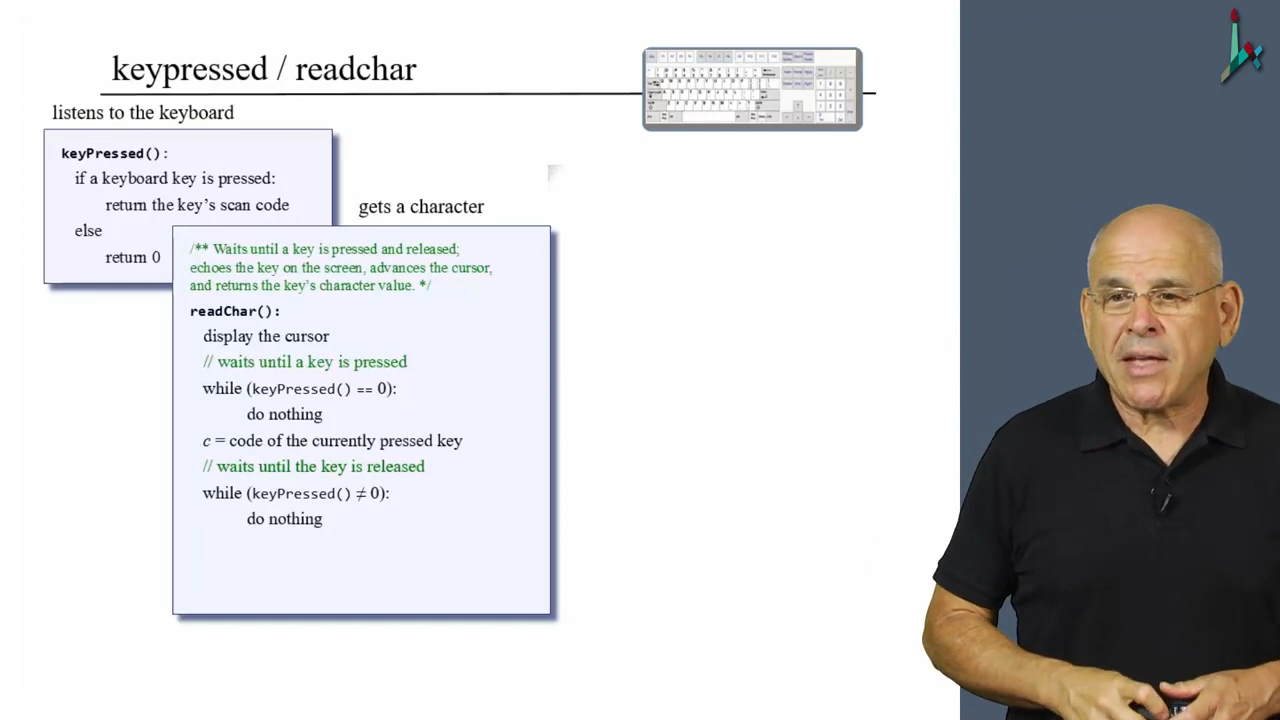 keypressed / readchar
listens to the keyboard
keyPressed():
if a keyboard key is pressed:
return the key’s scan code
else
return 0
gets a character
/** Waits until a key is pressed and released;
echoes the key on the screen, advances the cursor,
and returns the key’s character value. */
readChar():
display the cursor
// waits until a key is pressed
while (keyPressed() == 0):
do nothing
c = code of the currently pressed key
// waits until the key is released
while (keyPressed() ≠ 0):
do nothing